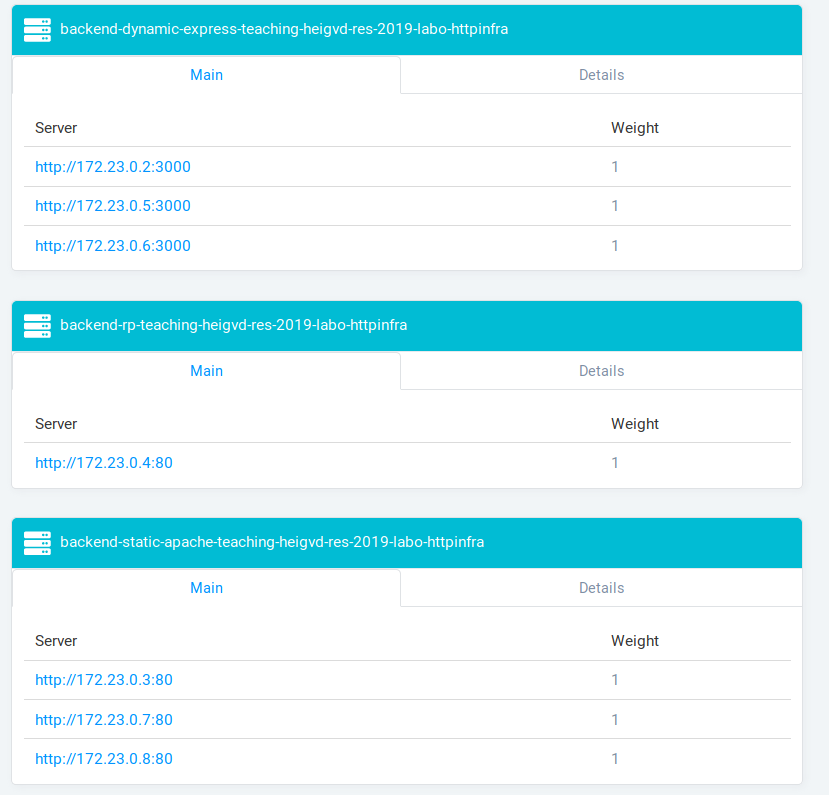 backend-dynamic-express-teaching-heigvd-res-2019-labo-httpinfra
Main Details
Server Weight
http://172.23.0.2:3000 1
http://172.23.0.5:3000 1
http://172.23.0.6:3000 1
backend-rp-teaching-heigvd-res-2019-labo-httpinfra
Main Details
Server Weight
http://172.23.0.4:80 1
backend-static-apache-teaching-heigvd-res-2019-labo-httpinfra
Main Details
Server Weight
http://172.23.0.3:80 1
http://172.23.0.7:80 1
http://172.23.0.8:80 1